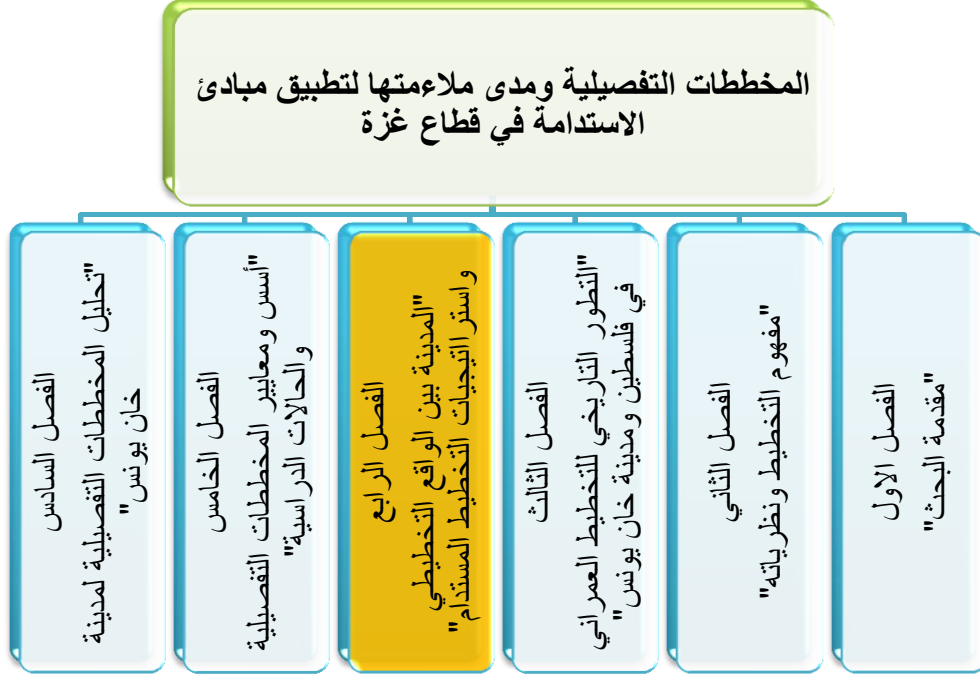 المخططات التفصيلية ومدى ملاءمتها لتطبيق مبادئ
الاستدامة في قطاع غزة
الفصل الاول
"مقدمة البحث"
الفصل الثاني
"مفهوم التخطيط ونظرياته"
الفصل الثالث
"التطور التاريخي للتخطيط العمراني
في فلسطين ومدينة خان يونس"
الفصل الرابع
"المدينة بين الواقع التخطيطي
واستراتيجيات التخطيط المستدام"
الفصل الخامس
"أسس ومعايير المخططات التفصيلية
والحالات الدراسية"
الفصل السادس
"تحليل المخططات التفصيلية لمدينة
خان يونس"